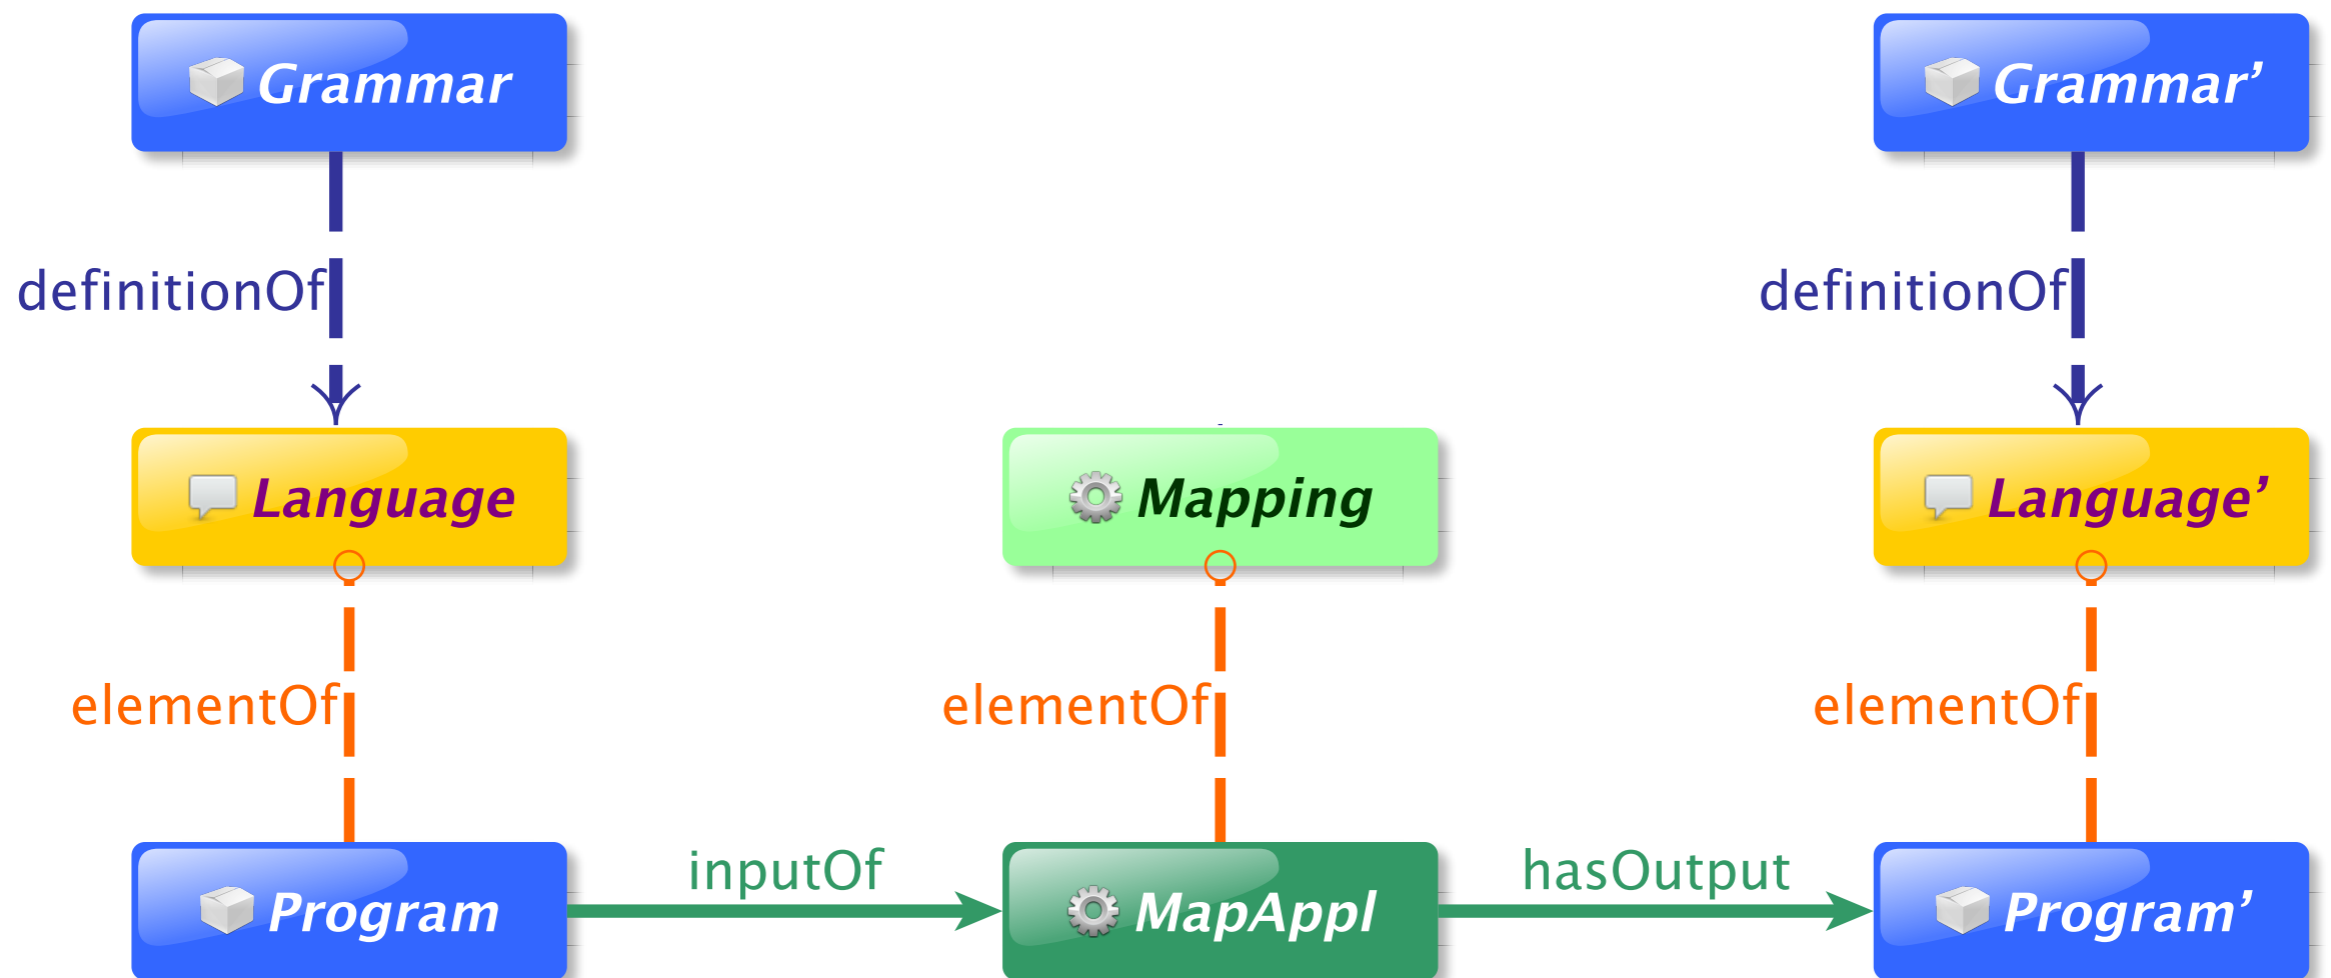 Grammar
Grammar’
definitionOf
definitionOf
Language
Mapping
Language’
elementOf
elementOf
elementOf
Program
inputOf
MapAppl
hasOutput
Program’